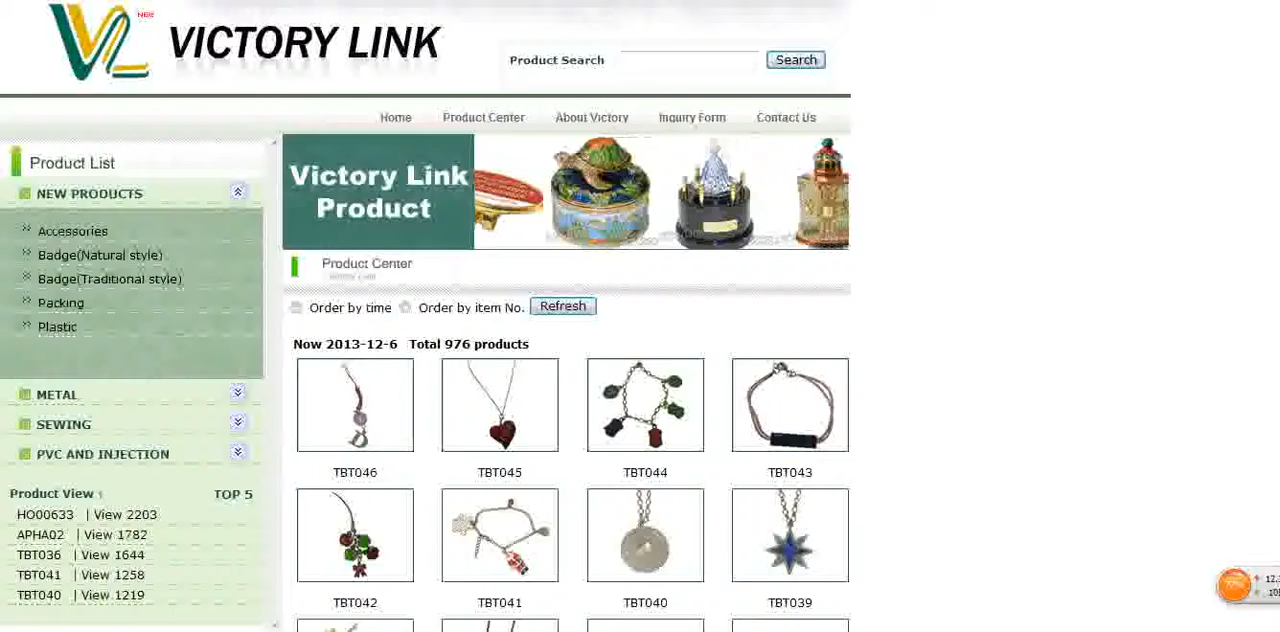 NEW
VICTORY LINK
Product Search
Search
Home Product Center About Victory Inquiry Form Contact Us
Product List
NEW PRODUCTS
Accessories
Badge(Natural style)
Badge(Traditional style)
Packing
Plastic
METAL
SEWING
PVC AND INJECTION
Product View TOP 5
HO00633 | View 2203
APHA02 | View 1782
TBT036 | View 1644
TBT041 | View 1258
TBT040 | View 1219
Victory Link
Product
Product Center
Order by time Order by item No. Refresh
Now 2013-12-6 Total 976 products
TBT046 TBT045 TBT044 TBT043
TBT042 TBT041 TBT040 TBT039